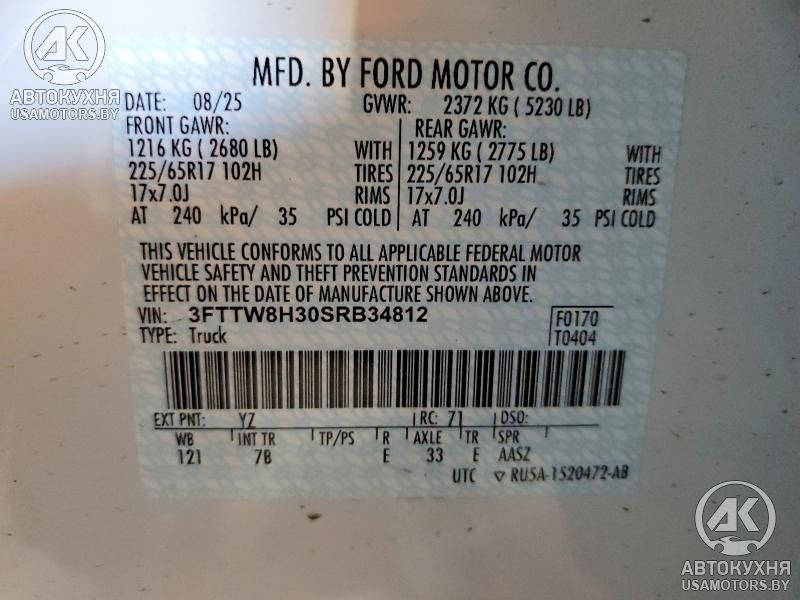 АК
АВТОКУХНЯ
USAMOTORS.BY
MFD. BY FORD MOTOR CO.
DATE: 08/25 GVWR: 2372 KG ( 5230 LB)
FRONT GAWR: REAR GAWR:
1216 KG ( 2680 LB) WITH 1259 KG ( 2775 LB) WITH
225/65R17 102H TIRES 225/65R17 102H TIRES
17x7.0J RIMS 17x7.0J RIMS
AT 240 kPa/ 35 PSI COLD AT 240 kPa/ 35 PSI COLD
THIS VEHICLE CONFORMS TO ALL APPLICABLE FEDERAL MOTOR
VEHICLE SAFETY AND THEFT PREVENTION STANDARDS IN
EFFECT ON THE DATE OF MANUFACTURE SHOWN ABOVE.
VIN: 3FTTW8H30SRB34812 F0170
TYPE: Truck T0404
EXT PNT: YZ RC: 71 DSO:
WB INT TR TP/PS R AXLE TR SPR
121 7B E 33 E AASZ
UTC ▽ RU5A-1520472-AB
АК
АВТОКУХНЯ
USAMOTORS.BY